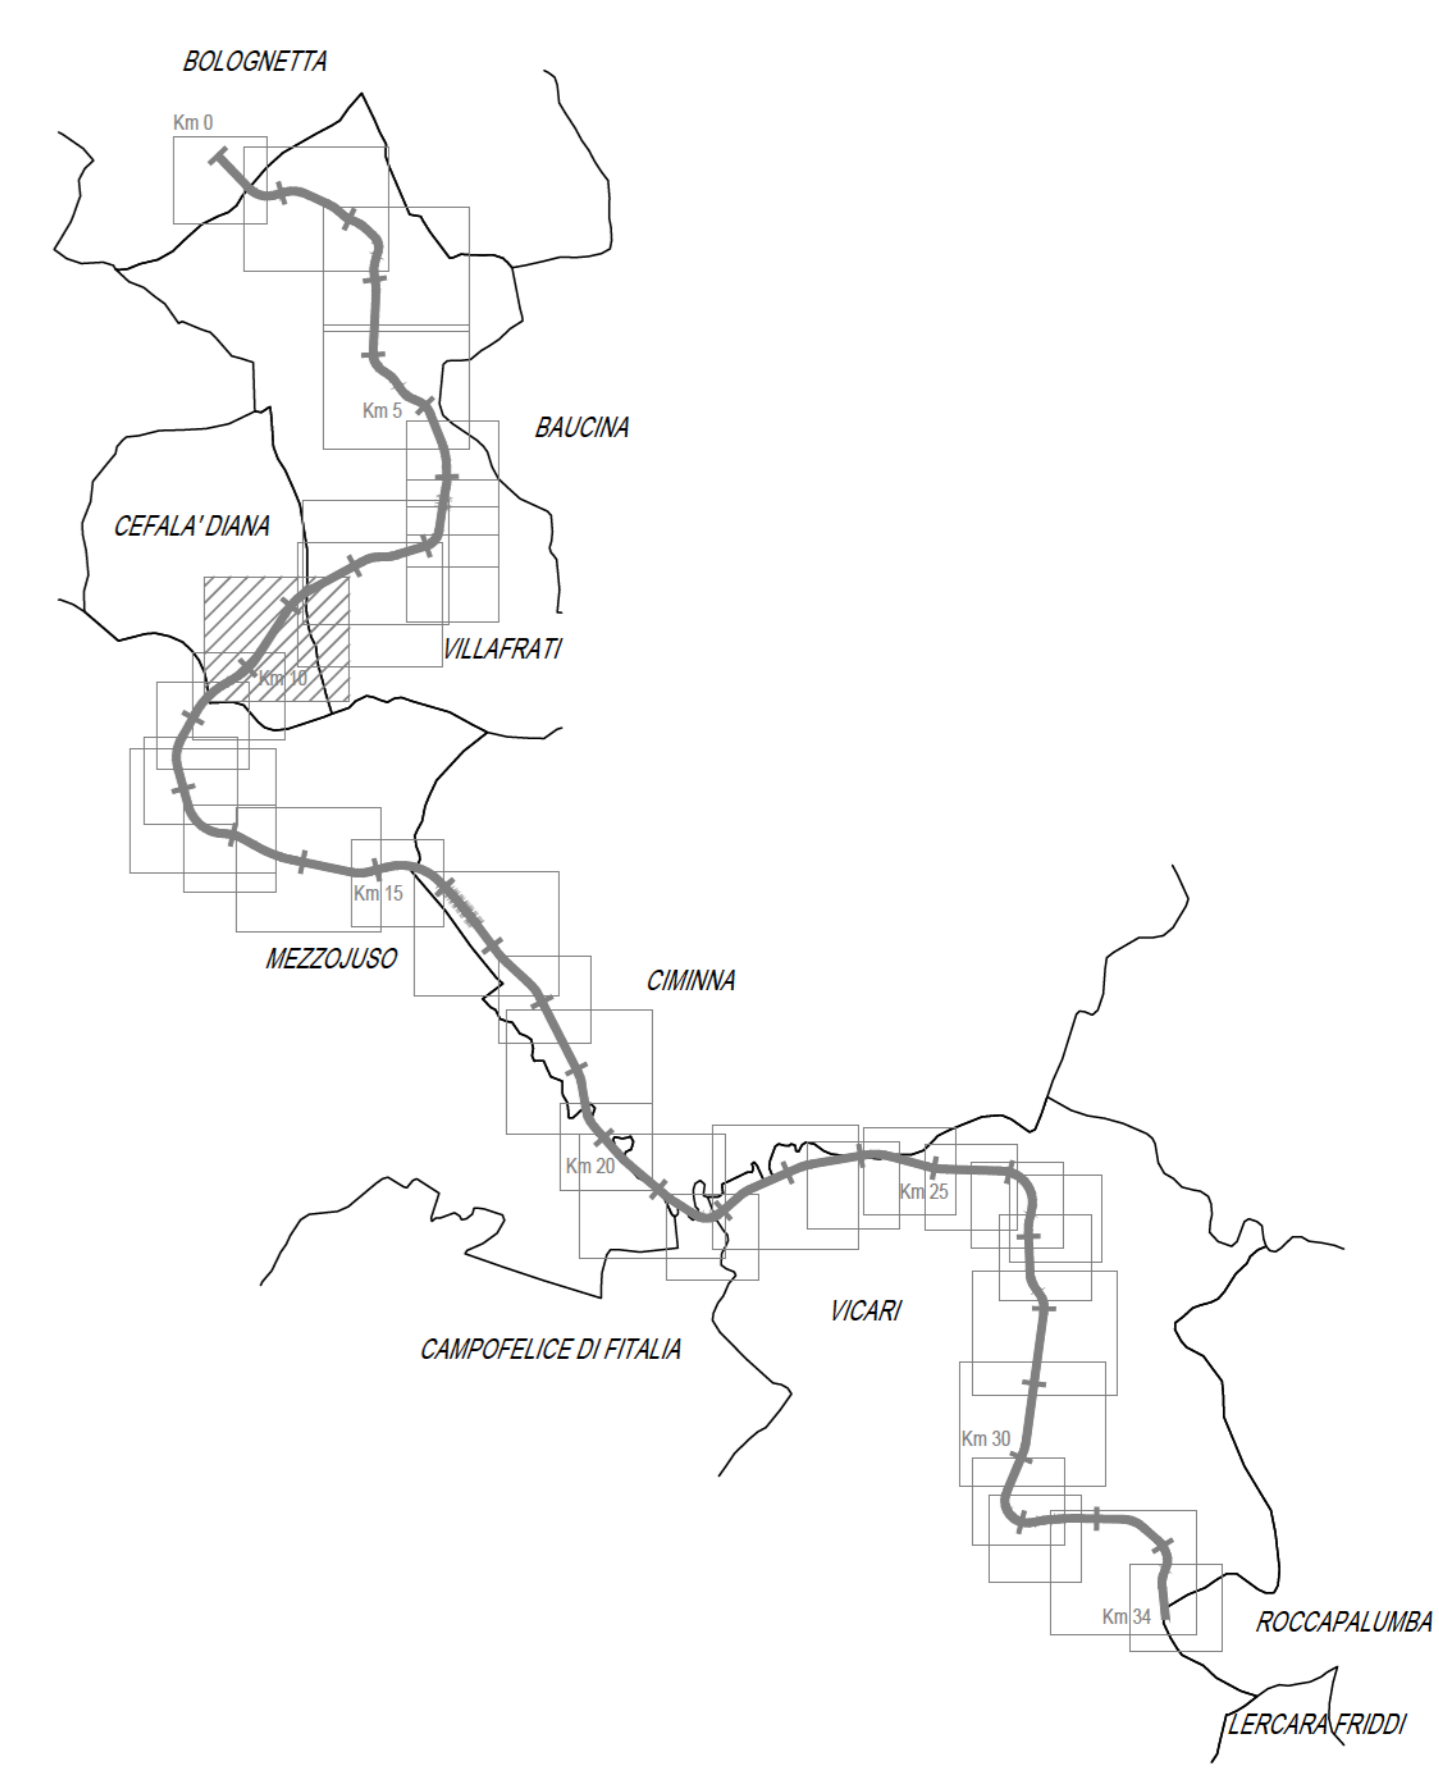 BOLOGNETTA
Km 0
Km 5
BAUCINA
CEFALA' DIANA
VILLAFRATI
Km 10
Km 15
MEZZOJUSO
CIMINNA
Km 20
Km 25
VICARI
CAMPOFELICE DI FITALIA
Km 30
Km 34
ROCCAPALUMBA
LERCARA FRIDDI